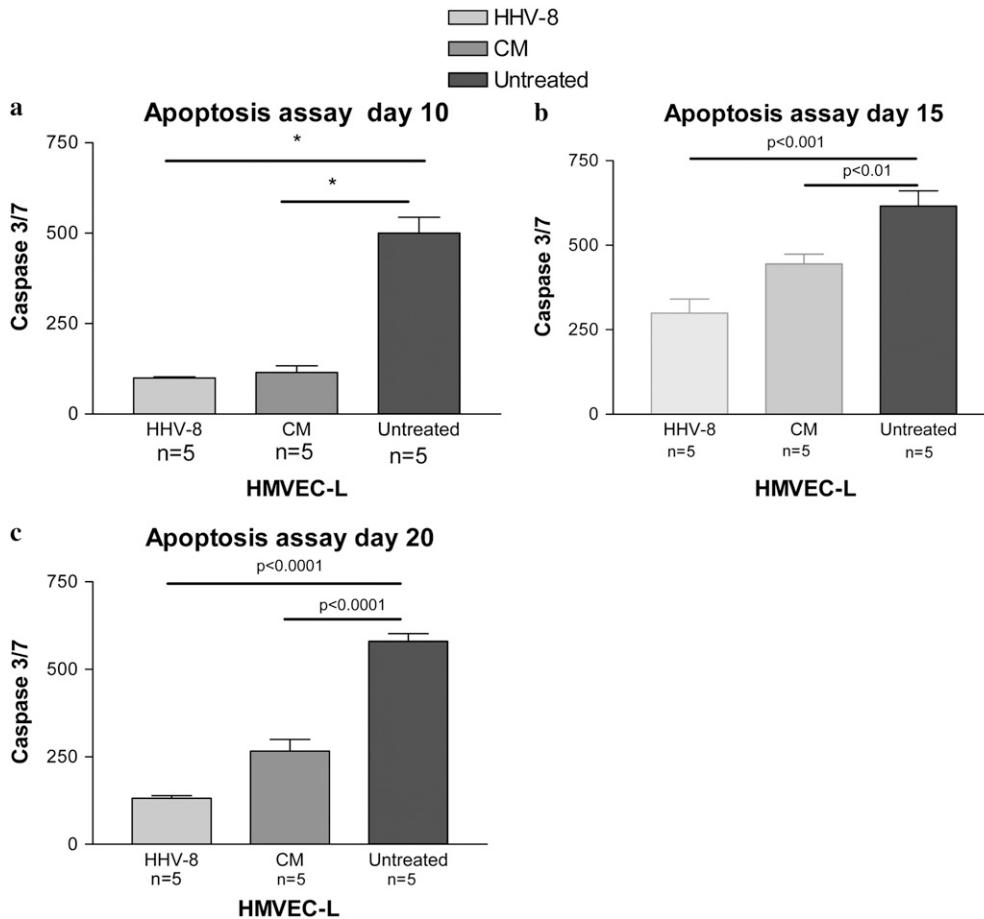 HHV-8
CM
Untreated
a
Apoptosis assay day 10
*
*
Caspase 3/7
750
500
250
0
HHV-8 CM Untreated
n=5 n=5 n=5
HMVEC-L
b
Apoptosis assay day 15
p<0.001
p<0.01
Caspase 3/7
750
500
250
0
HHV-8 CM Untreated
n=5 n=5 n=5
HMVEC-L
c
Apoptosis assay day 20
p<0.0001
p<0.0001
Caspase 3/7
750
500
250
0
HHV-8 CM Untreated
n=5 n=5 n=5
HMVEC-L